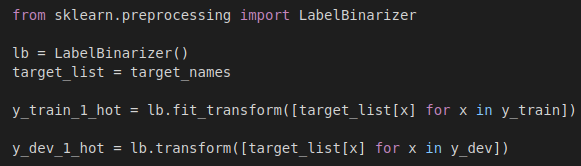 from sklearn.preprocessing import LabelBinarizer
lb = LabelBinarizer()
target_list = target_names
y_train_1_hot = lb.fit_transform([target_list[x] for x in y_train])
y_dev_1_hot = lb.transform([target_list[x] for x in y_dev])